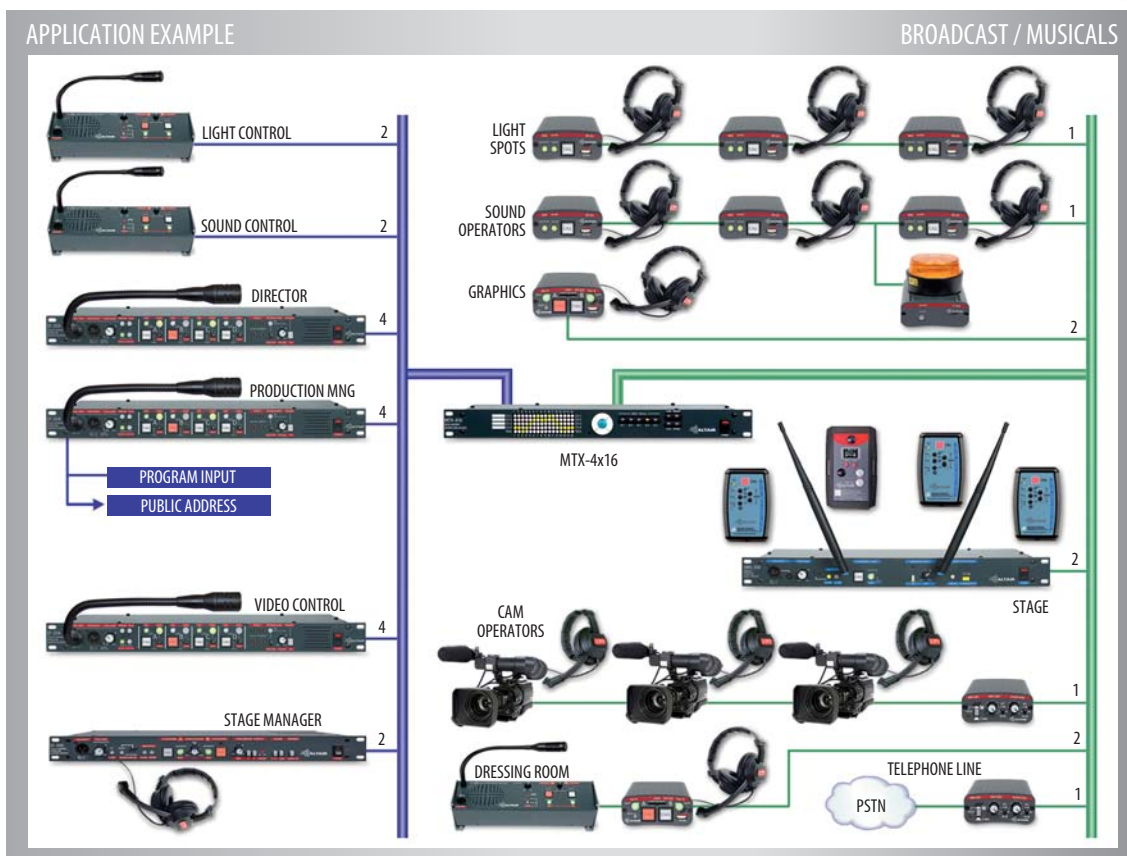 APPLICATION EXAMPLE
BROADCAST / MUSICALS
LIGHT CONTROL
2
SOUND CONTROL
2
DIRECTOR
4
PRODUCTION MNG
4
PROGRAM INPUT
PUBLIC ADDRESS
VIDEO CONTROL
4
STAGE MANAGER
2
LIGHT
SPOTS
1
SOUND
OPERATORS
1
GRAPHICS
2
ALTAIR
MTX-4x16
ALTAIR
2
STAGE
CAM
OPERATORS
1
2
DRESSING ROOM
TELEPHONE LINE
PSTN
1